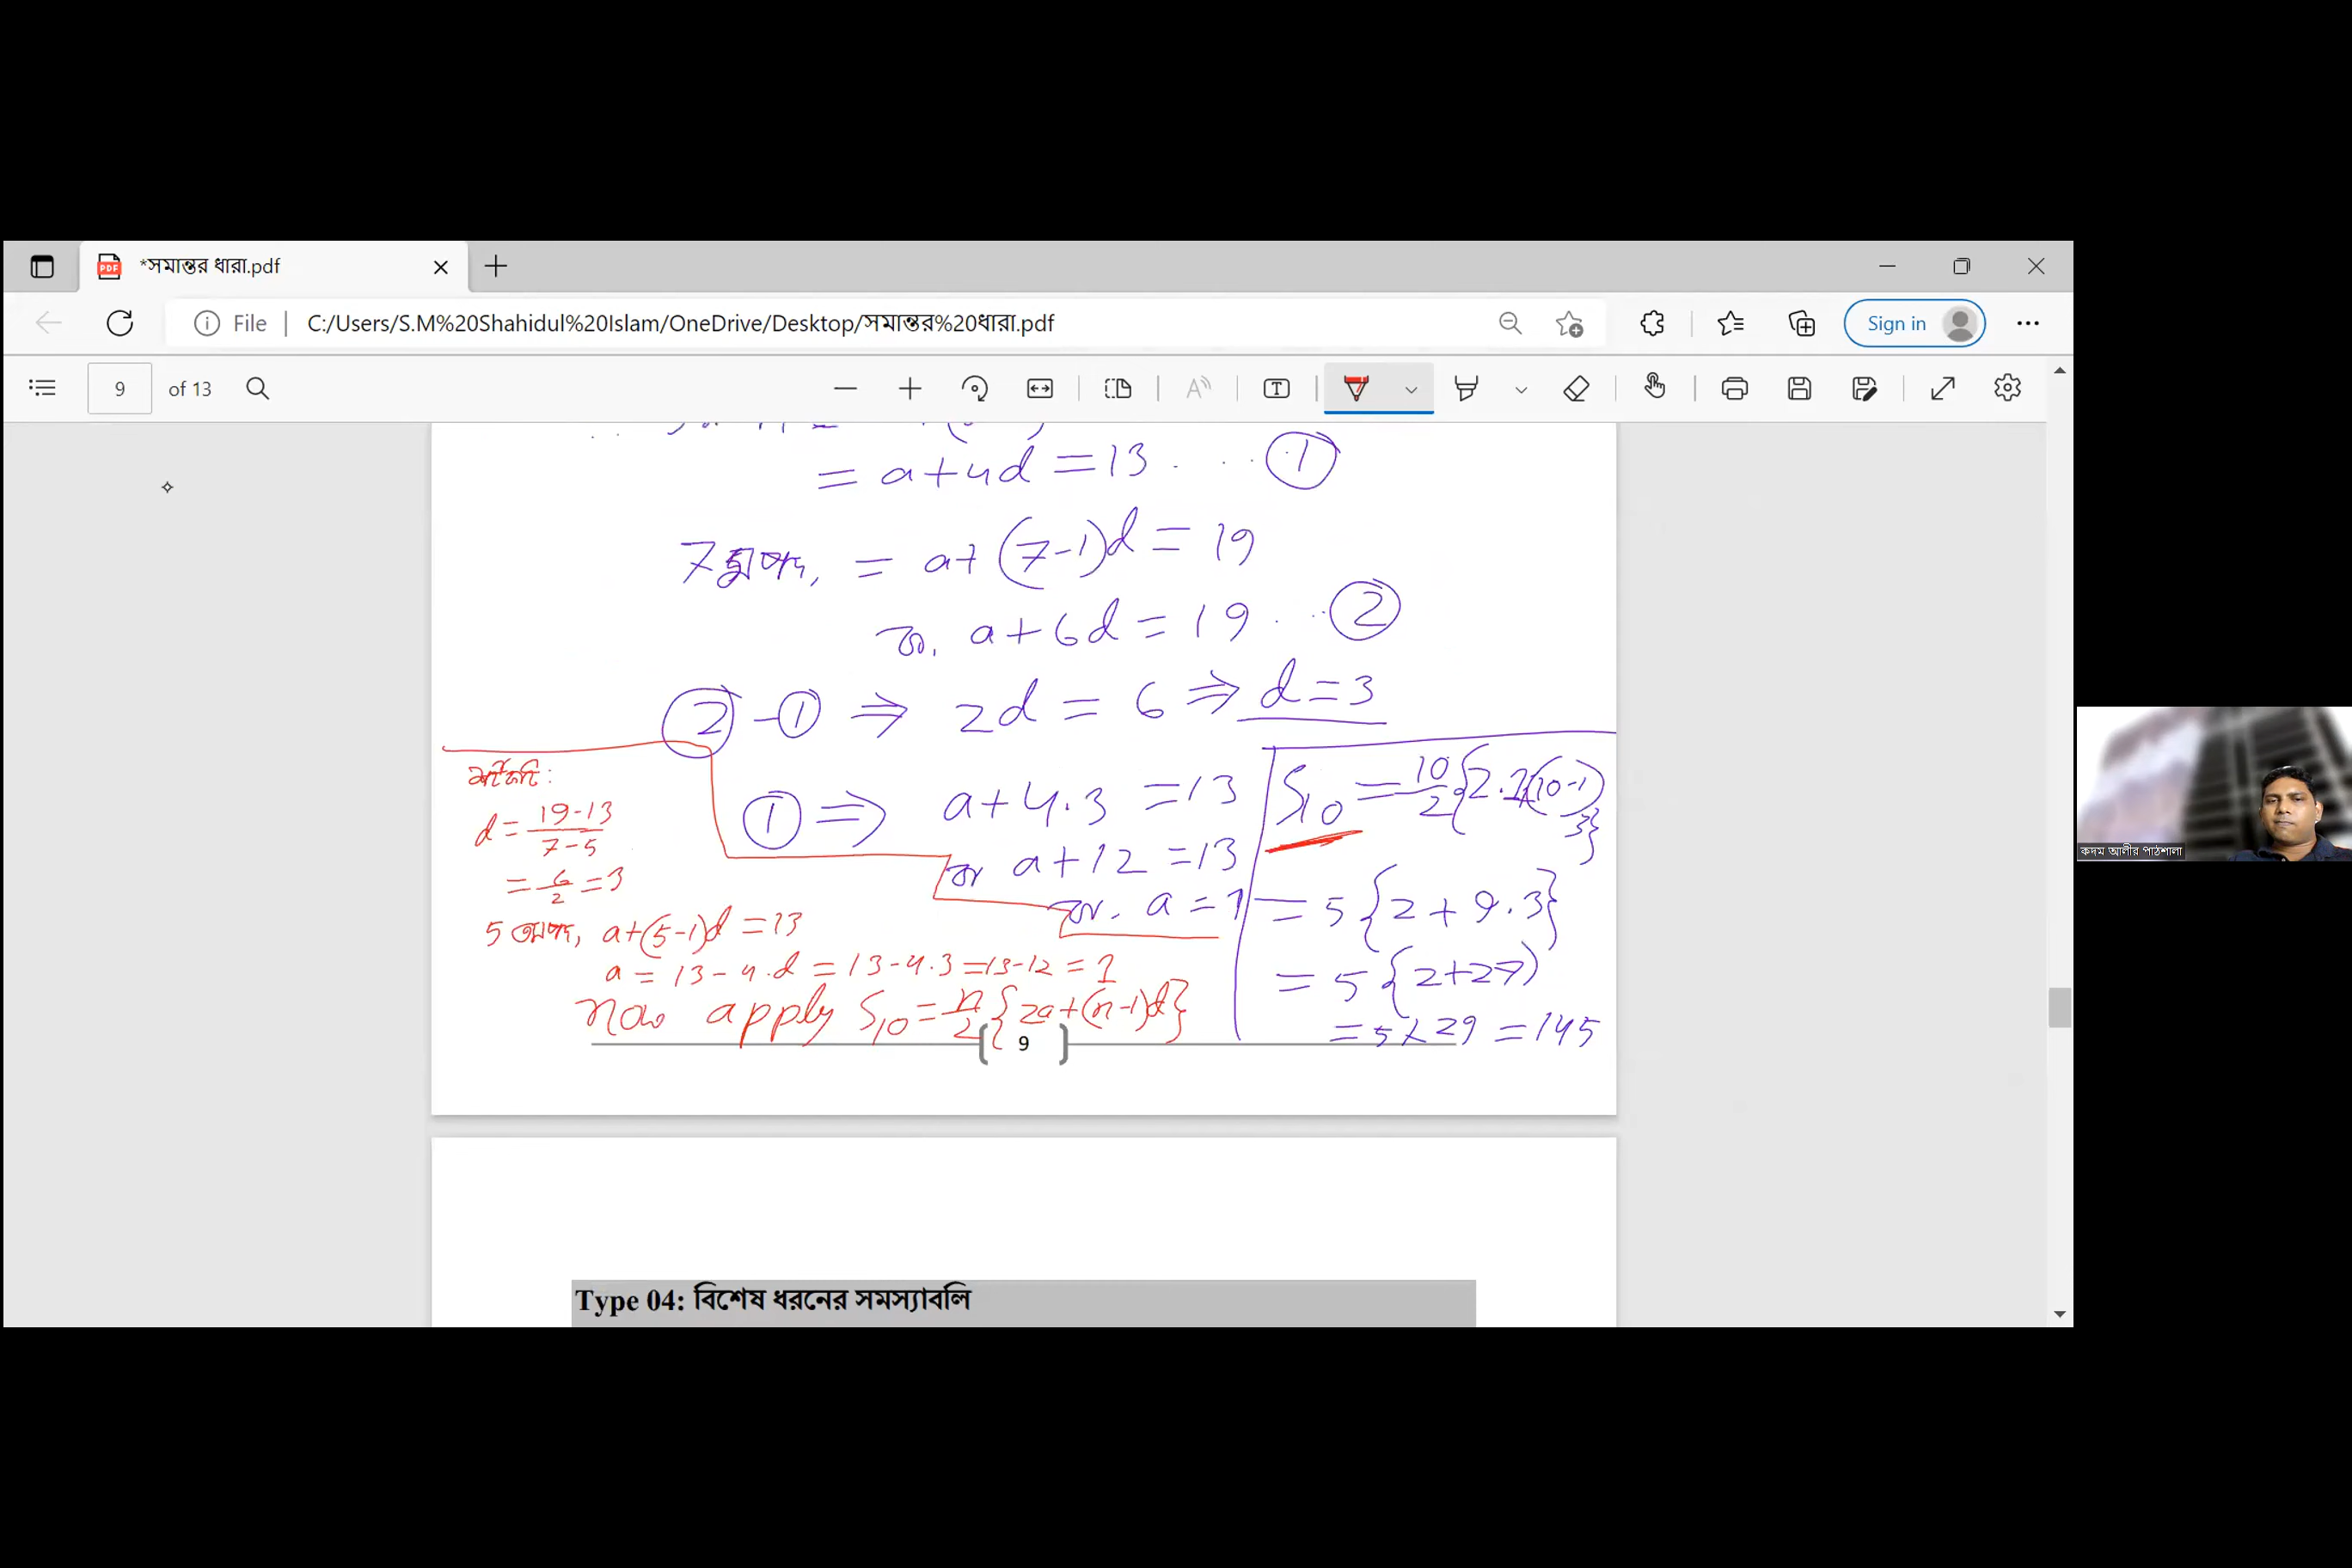 *সমান্তর ধারা.pdf
File | C:/Users/S.M%20Shahidul%20Islam/OneDrive/Desktop/সমান্তর%20ধারা.pdf
Sign in
9 of 13
= a+4d = 13 ... ①
7ম পদ, = a+(7-1)d = 19
বা, a+6d = 19 ... ②
② - ① ⇒ 2d = 6 ⇒ d = 3
① ⇒ a+4.3 = 13
বা a+12 = 13
বা. a = 1
S10 = 10/2 {2.1+(10-1)3}
= 5 {2+9.3}
= 5 {2+27)
= 5 × 29 = 145
শর্টকাট:
d = 19-13 / 7-5
= 6/2 = 3
5 তম পদ, a+(5-1)d = 13
a = 13-4.d = 13-4.3 = 13-12 = 1
Now apply S10 = n/2 {2a+(n-1)d}
9
Type 04: বিশেষ ধরনের সমস্যাবলি
কদম আলীর পাঠশালা